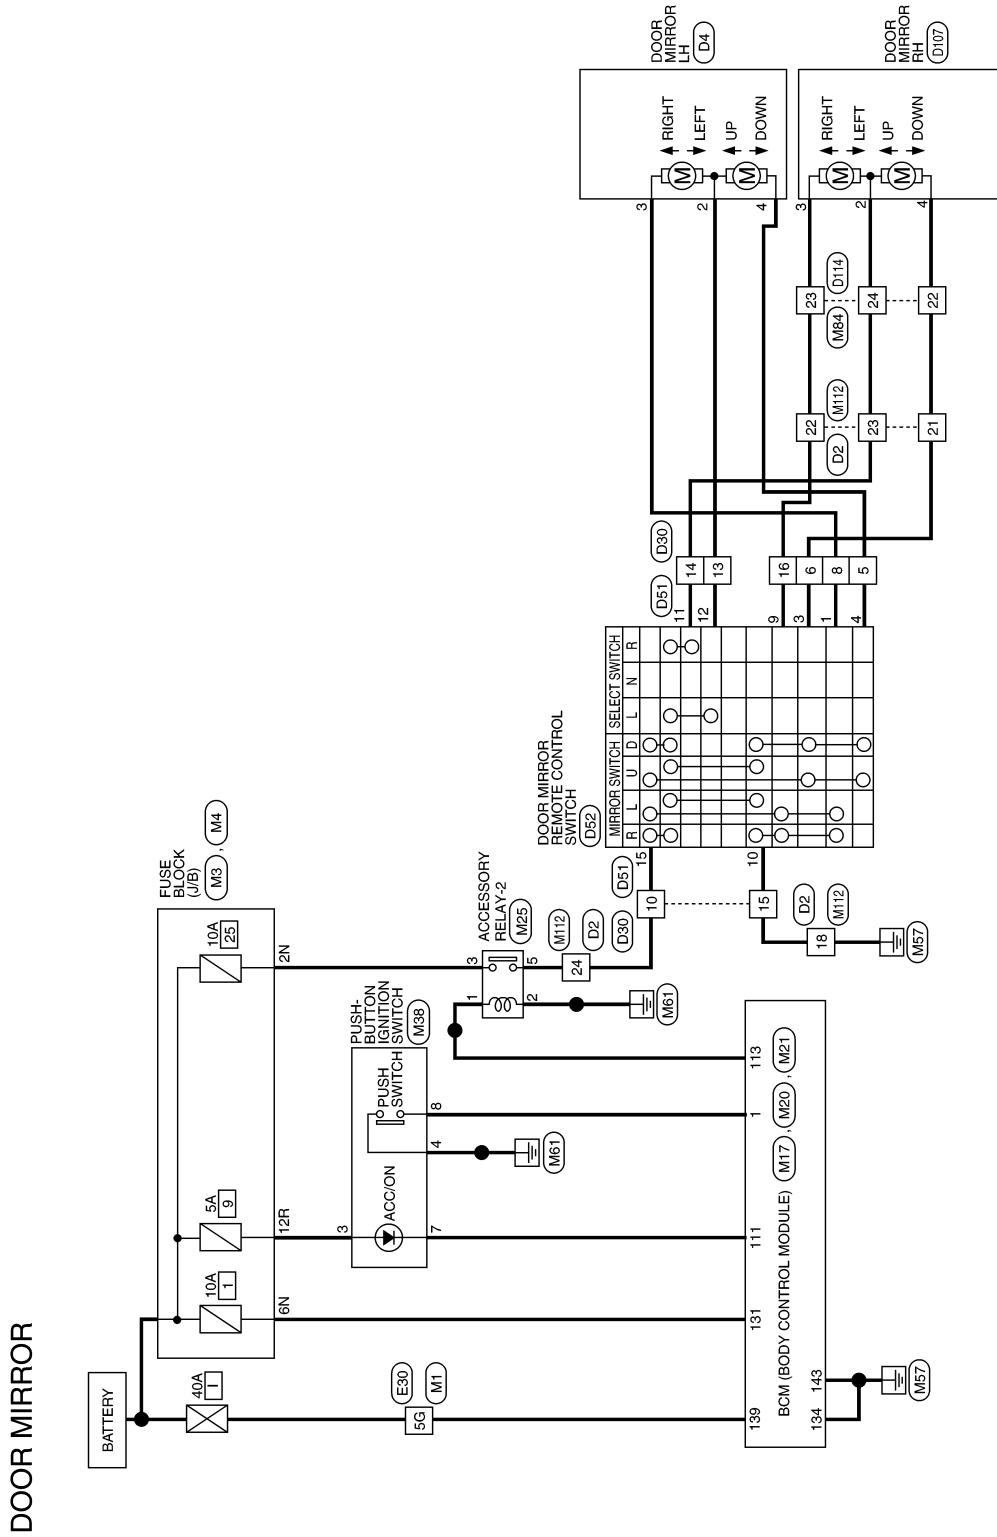 DOOR MIRROR
BATTERY
40A
I
E30
M1
5G
139
FUSE
BLOCK
(J/B)
M3 , M4
10A
1
6N
5A
9
12R
10A
25
2N
131
PUSH-
BUTTON
IGNITION
SWITCH
M38
3
ACC/ON
PUSH
SWITCH
7
4
8
M61
111
1
113
BCM (BODY CONTROL MODULE)
M17 , M20 , M21
134
143
M57
ACCESSORY
RELAY-2
M25
1
3
2
5
M61
M112
D2
D30
24
10
D51
15
15
10
D2
M112
18
M57
DOOR MIRROR
REMOTE CONTROL
SWITCH
D52
MIRROR SWITCH
SELECT SWITCH
R
L
U
D
L
N
R
11
12
9
3
1
4
D51
D30
14
13
16
6
8
5
D2
M112
22
23
21
M84
D114
23
24
22
3
2
4
3
2
4
M
M
RIGHT
LEFT
UP
DOWN
DOOR
MIRROR
LH
D4
M
M
RIGHT
LEFT
UP
DOWN
DOOR
MIRROR
RH
D107